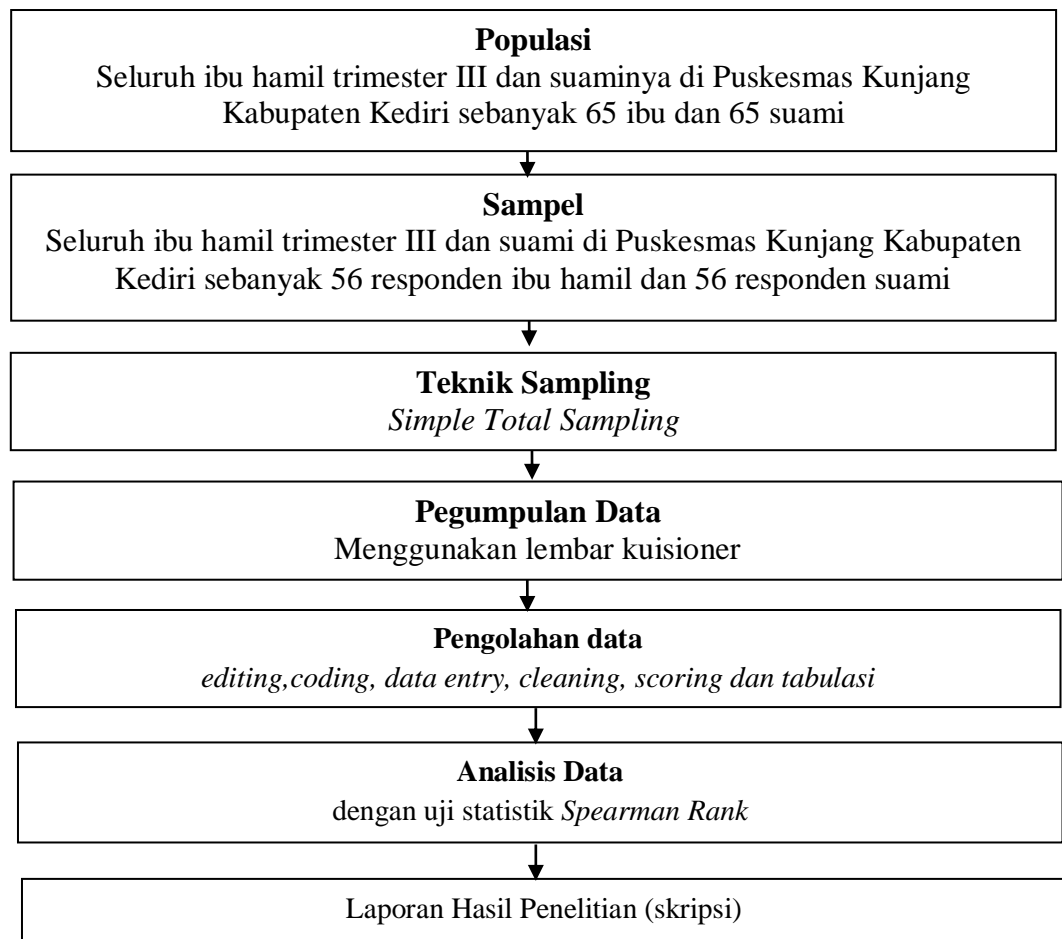 Populasi
Seluruh ibu hamil trimester III dan suaminya di Puskesmas Kunjang
Kabupaten Kediri sebanyak 65 ibu dan 65 suami
Sampel
Seluruh ibu hamil trimester III dan suami di Puskesmas Kunjang Kabupaten
Kediri sebanyak 56 responden ibu hamil dan 56 responden suami
Teknik Sampling
Simple Total Sampling
Pegumpulan Data
Menggunakan lembar kuisioner
Pengolahan data
editing,coding, data entry, cleaning, scoring dan tabulasi
Analisis Data
dengan uji statistik Spearman Rank
Laporan Hasil Penelitian (skripsi)